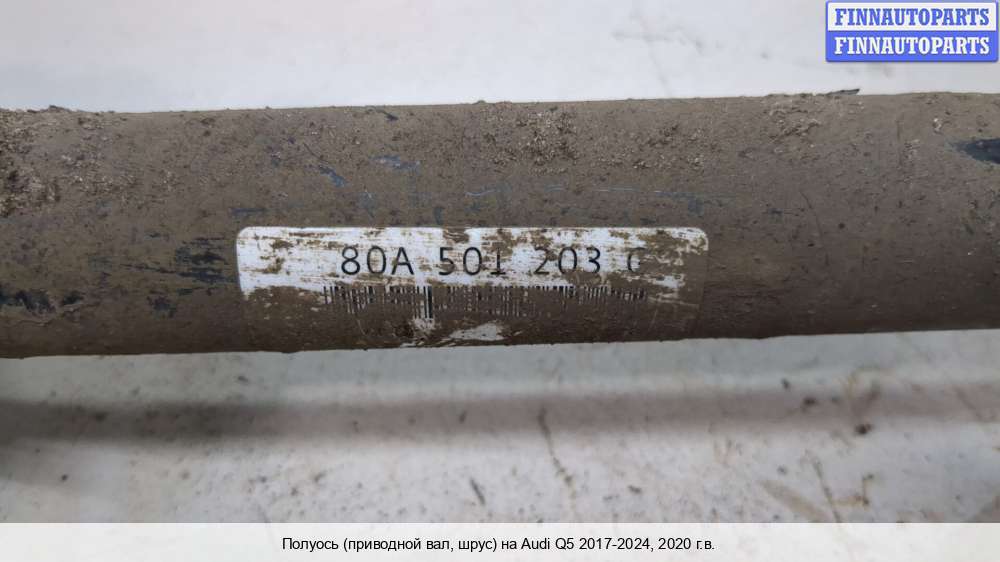 FINNAUTOPARTS
FINNAUTOPARTS
80A 501 203
Полуось (приводной вал, шрус) на Audi Q5 2017-2024, 2020 г.в.